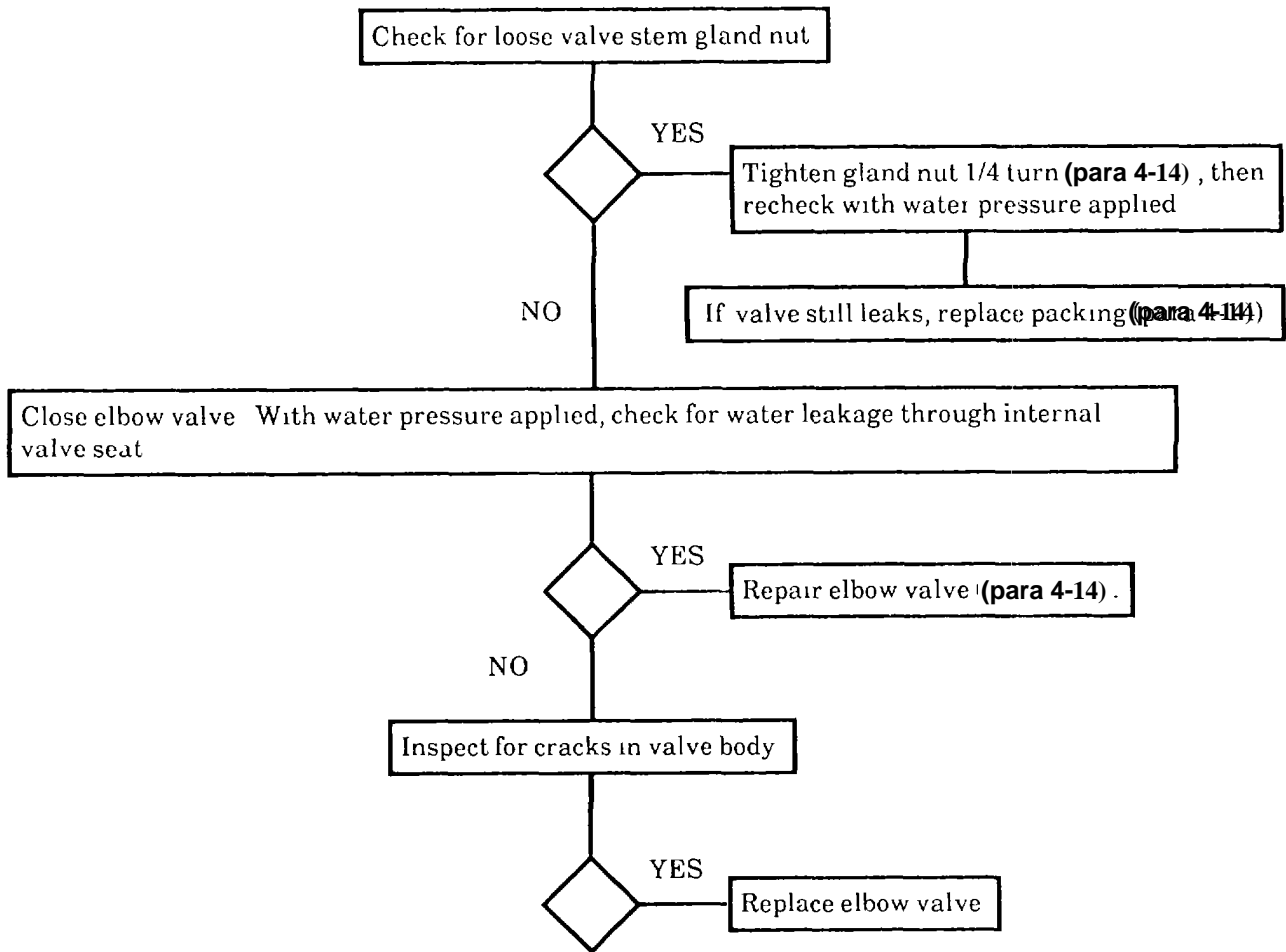 Check for loose valve stem gland nut
YES
Tighten gland nut 1/4 turn (para 4-14) , then
recheck with water pressure applied
NO
If valve still leaks, replace packing (para 4-14)
Close elbow valve With water pressure applied, check for water leakage through internal
valve seat
YES
Repair elbow valve (para 4-14) .
NO
Inspect for cracks in valve body
YES
Replace elbow valve